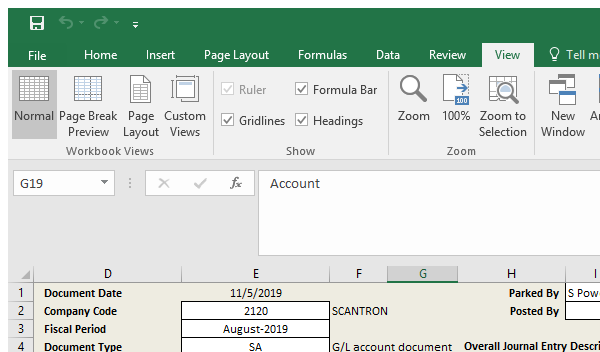 File Home Insert Page Layout Formulas Data Review View Tell m
Normal Page Break Preview Page Layout Custom Views
Ruler Formula Bar
Gridlines Headings
Zoom 100% Zoom to Selection New Window
100
Workbook Views Show Zoom
G19 fx Account
D E F G H I
1 Document Date 11/5/2019 Parked By S Pow
2 Company Code 2120 SCANTRON Posted By
3 Fiscal Period August-2019
4 Document Type SA G/L account document Overall Journal Entry Descri